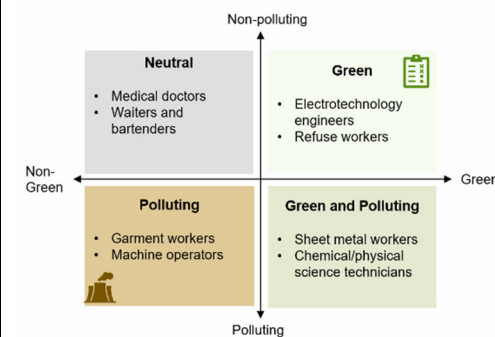 Non-polluting
Neutral
• Medical doctors
• Waiters and
bartenders
Green
• Electrotechnology
engineers
• Refuse workers
Non-
Green
Green
Polluting
• Garment workers
• Machine operators
Green and Polluting
• Sheet metal workers
• Chemical/physical
science technicians
Polluting